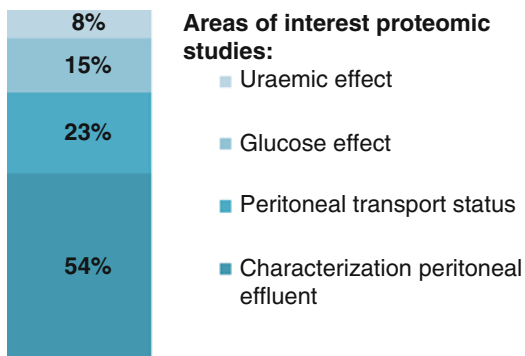 8%
15%
23%
54%
Areas of interest proteomic
studies:
Uraemic effect
Glucose effect
Peritoneal transport status
Characterization peritoneal
effluent